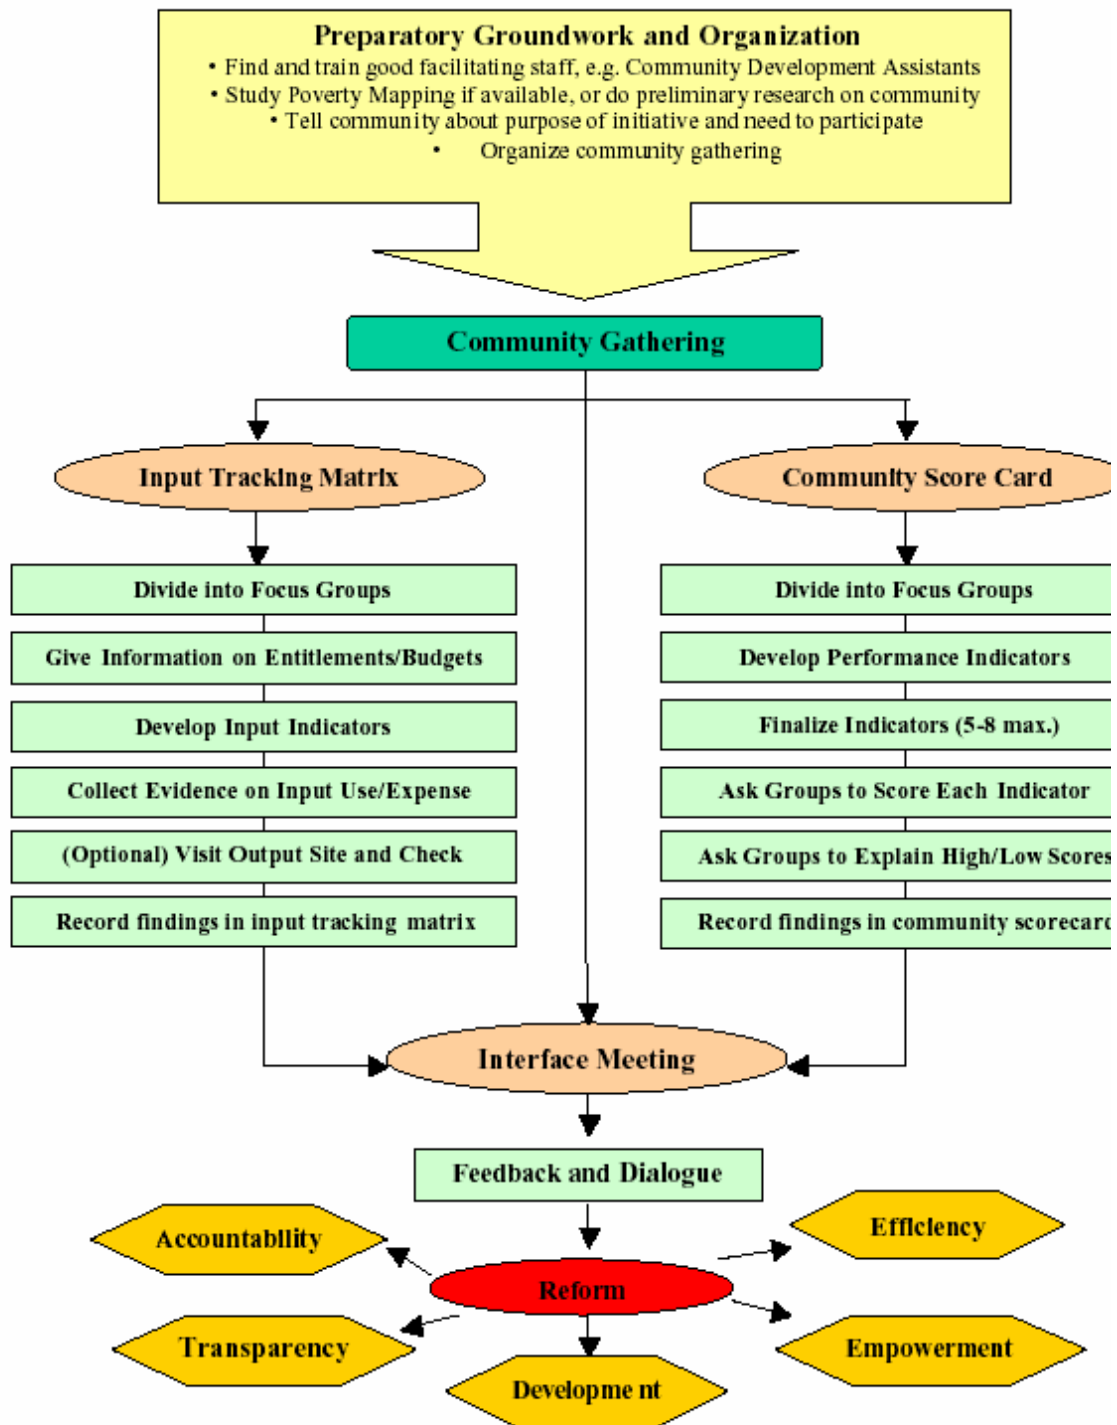 Preparatory Groundwork and Organization
• Find and train good facilitating staff, e.g. Community Development Assistants
• Study Poverty Mapping if available, or do preliminary research on community
• Tell community about purpose of initiative and need to participate
• Organize community gathering
Community Gathering
Input Tracking Matrix
Divide into Focus Groups
Give Information on Entitlements/Budgets
Develop Input Indicators
Collect Evidence on Input Use/Expense
(Optional) Visit Output Site and Check
Record findings in input tracking matrix
Community Score Card
Divide into Focus Groups
Develop Performance Indicators
Finalize Indicators (5-8 max.)
Ask Groups to Score Each Indicator
Ask Groups to Explain High/Low Scores
Record findings in community scorecard
Interface Meeting
Feedback and Dialogue
Reform
Accountability
Efficiency
Transparency
Empowerment
Development